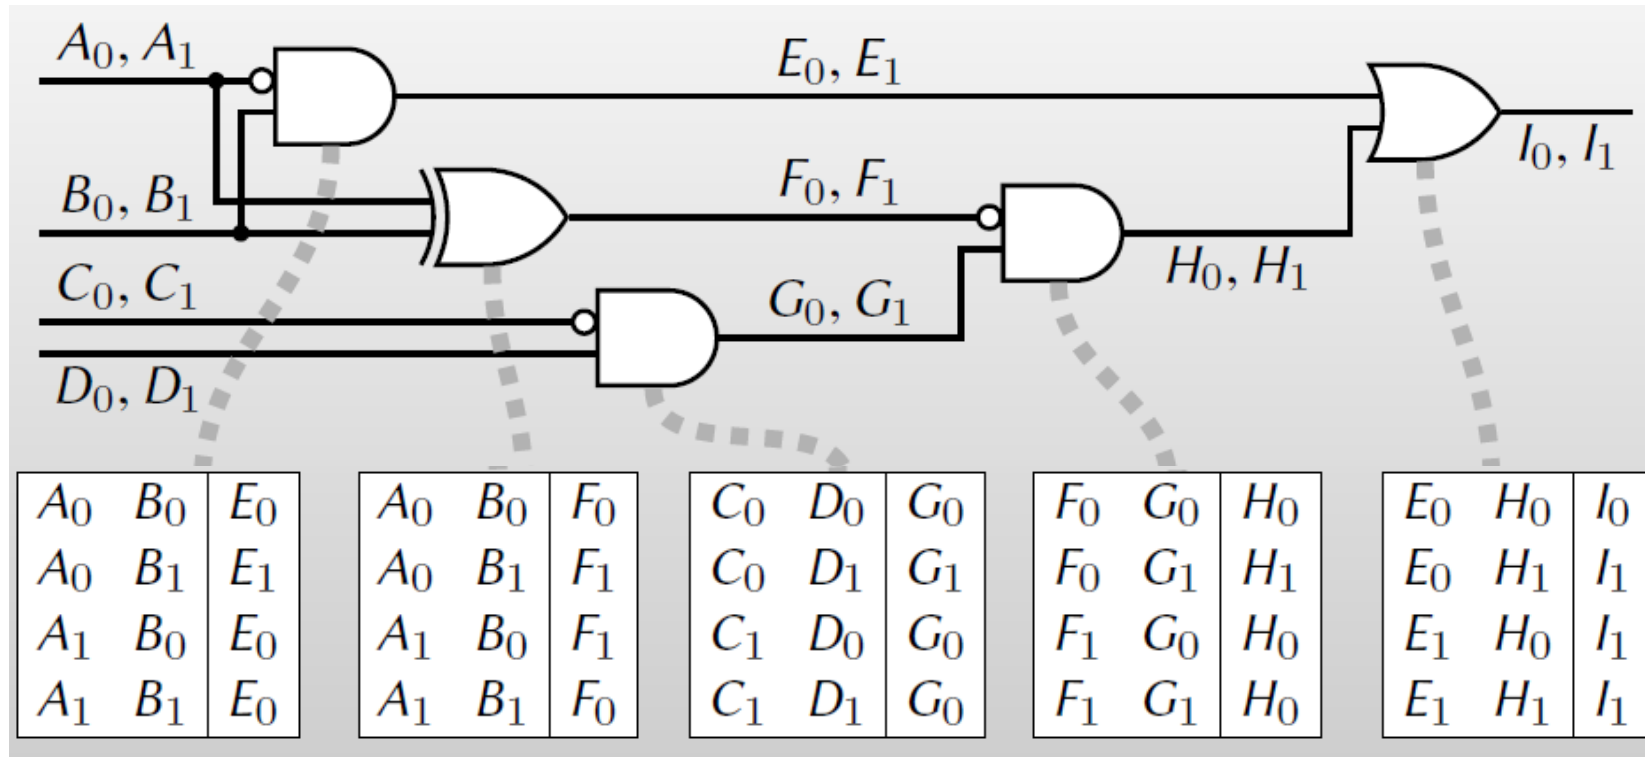 A₀, A₁
E₀, E₁
I₀, I₁
B₀, B₁
F₀, F₁
C₀, C₁
G₀, G₁
H₀, H₁
D₀, D₁
A₀ B₀ E₀
A₀ B₁ E₁
A₁ B₀ E₀
A₁ B₁ E₀
A₀ B₀ F₀
A₀ B₁ F₁
A₁ B₀ F₁
A₁ B₁ F₀
C₀ D₀ G₀
C₀ D₁ G₁
C₁ D₀ G₀
C₁ D₁ G₀
F₀ G₀ H₀
F₀ G₁ H₁
F₁ G₀ H₀
F₁ G₁ H₀
E₀ H₀ I₀
E₀ H₁ I₁
E₁ H₀ I₁
E₁ H₁ I₁